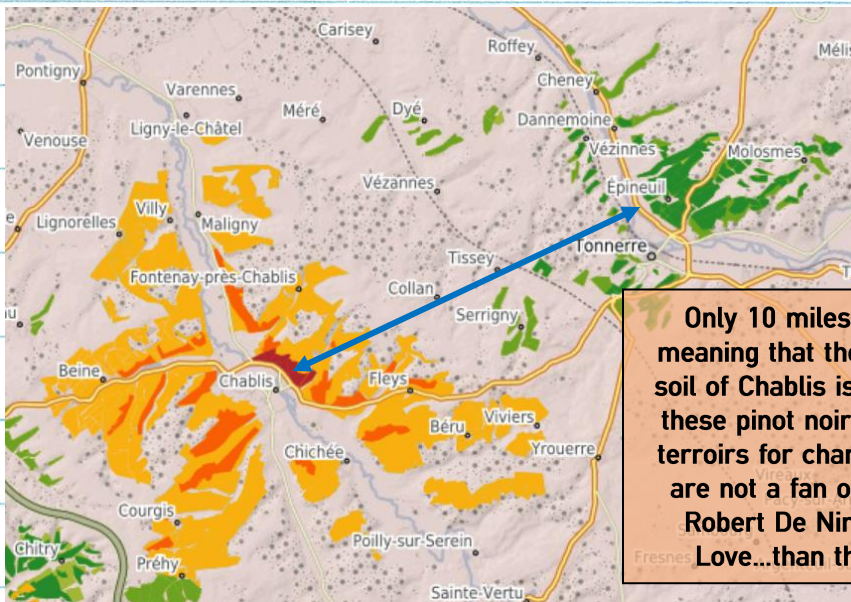 Carisey
Roffey
Mélis
Pontigny
Cheney
Varennes
Méré
Dyé
Dannemoine
Venouse
Ligny-le-Châtel
Vézinnes
Molosmes
Vézannes
Épineuil
Villy
Lignorelles
Maligny
Tonnerre
Tissey
Fontenay-près-Chablis
Collan
Serrigny
Only 10 miles
meaning that the
soil of Chablis is
these pinot noir
terroirs for char
are not a fan o
Robert De Nir
Love...than th
Beine
Chablis
Fleys
Viviers
Béru
Chichée
Yrouerre
Vireaux
Courgis
Poilly-sur-Serein
Chitry
Préhy
Fresnes
Sainte-Vertu